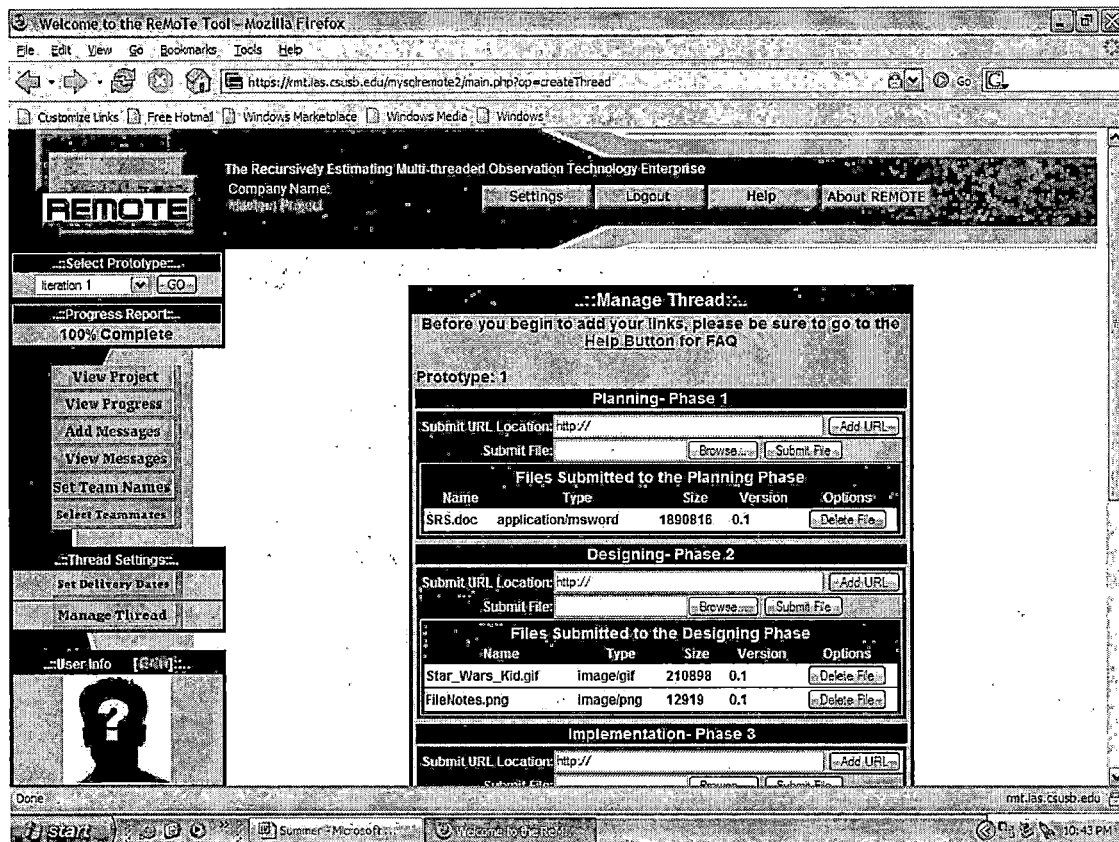 Welcome to the ReMoTe Tool - Mozilla Firefox
File Edit View Go Bookmarks Tools Help
https://rmt.ias.csusb.edu/mysqlremote2/main.php?op=createThread Go
Customize Links Free Hotmail Windows Marketplace Windows Media Windows
REMOTE
The Recursively Estimating Multi-threaded Observation Technology Enterprise
Company Name:
Project
Settings Logout Help About REMOTE
..::Select Prototype::..
Iteration 1 GO
..::Progress Report::..
100% Complete
View Project
View Progress
Add Messages
View Messages
Set Team Names
Select Teammates
..::Thread Settings::..
Set Delivery Dates
Manage Thread
..::User Info
?
..::Manage Thread::..
Before you begin to add your links, please be sure to go to the
Help Button for FAQ
Prototype: 1
Planning- Phase 1
Submit URL Location: http:// Add URL
Submit File: Browse... Submit File
Files Submitted to the Planning Phase
Name Type Size Version Options
SRS.doc application/msword 1890816 0.1 Delete File
Designing- Phase 2
Submit URL Location: http:// Add URL
Submit File: Browse... Submit File
Files Submitted to the Designing Phase
Name Type Size Version Options
Star_Wars_Kid.gif image/gif 210898 0.1 Delete File
FileNotes.png image/png 12919 0.1 Delete File
Implementation- Phase 3
Submit URL Location: http:// Add URL
Submit File: Browse... Submit File
Done rmt.ias.csusb.edu
start Summer - Microsoft... Welcome to the ReM... 10:43 PM